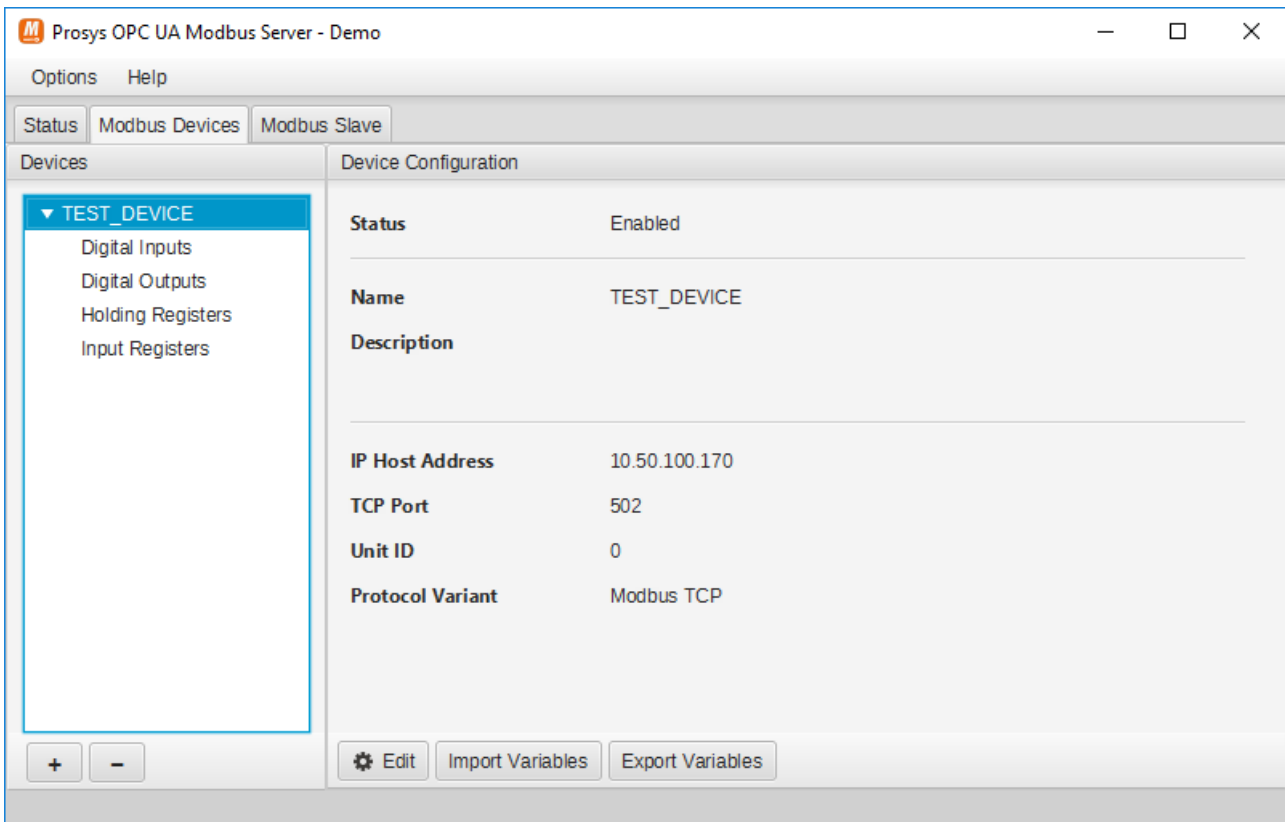 Prosys OPC UA Modbus Server - Demo
Options Help
Status Modbus Devices Modbus Slave
Devices
TEST_DEVICE
Digital Inputs
Digital Outputs
Holding Registers
Input Registers
+ −
Device Configuration
Status Enabled
Name TEST_DEVICE
Description
IP Host Address 10.50.100.170
TCP Port 502
Unit ID 0
Protocol Variant Modbus TCP
Edit Import Variables Export Variables